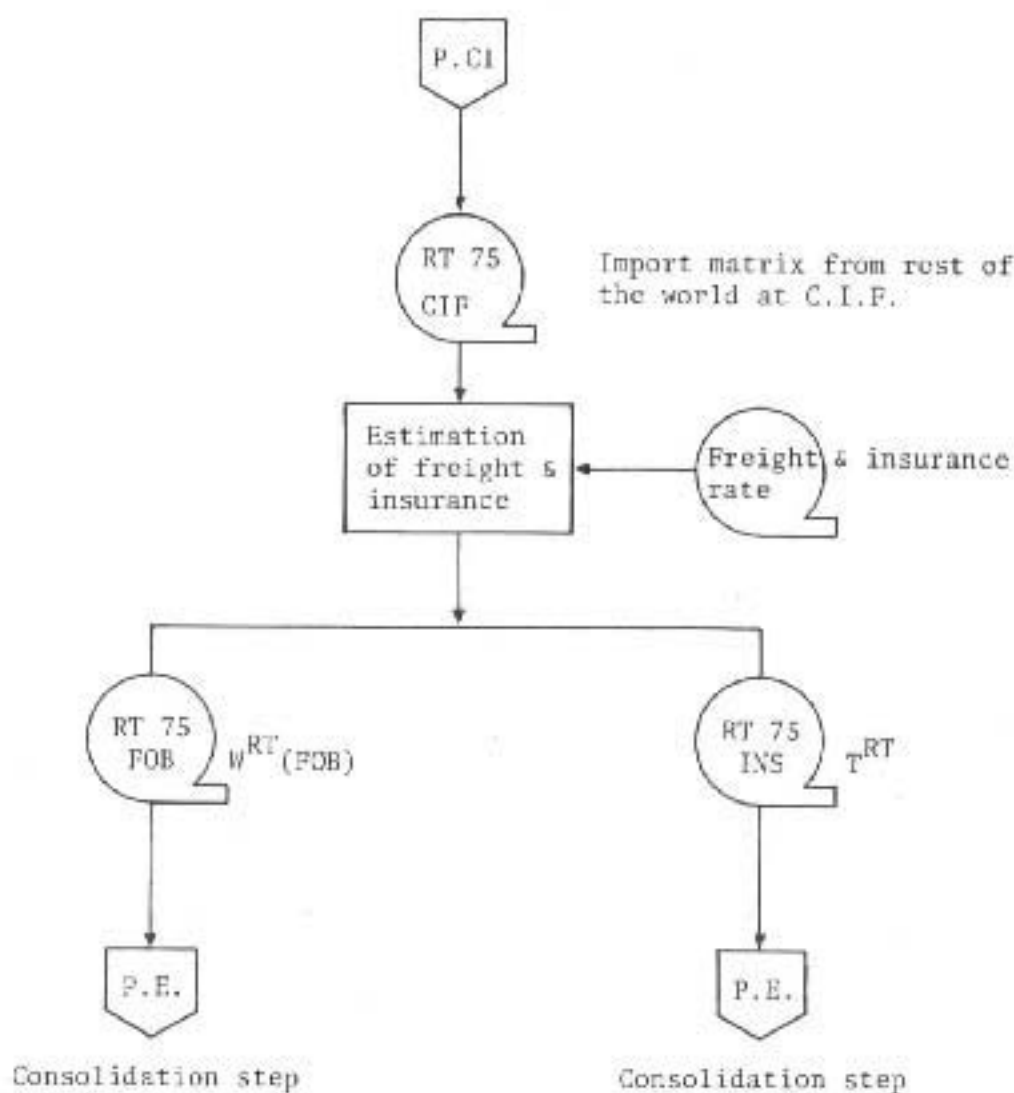 P.C1
RT 75
CIF
Import matrix from rest of
the world at C.I.F.
Estimation
of freight &
insurance
Freight & insurance
rate
RT 75
FOB
W^RT(FOB)
RT 75
INS
T^RT
P.E.
P.E.
Consolidation step
Consolidation step